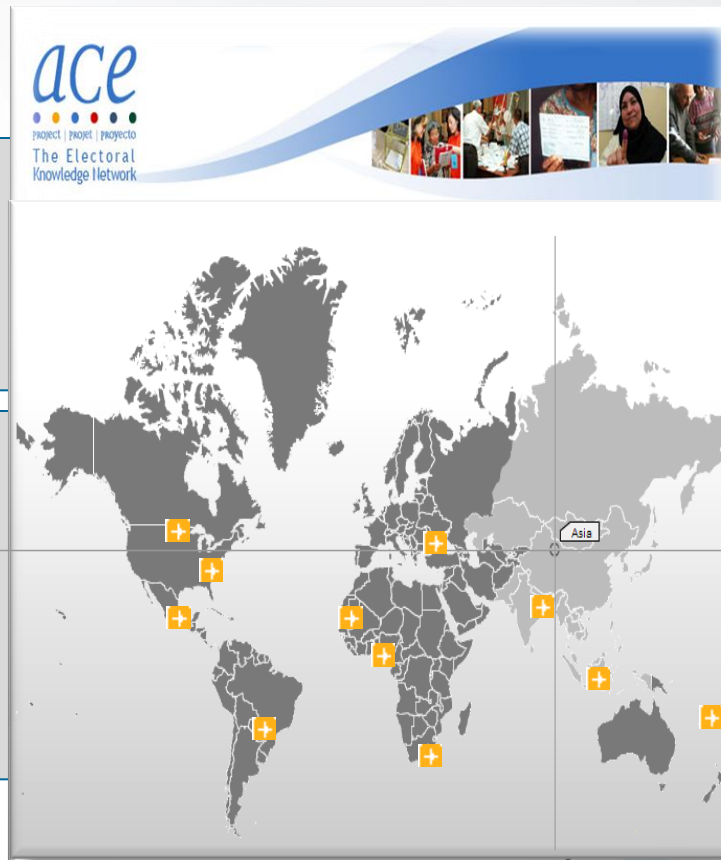 ace
PROJECT | PROJET | PROYECTO
The Electoral
Knowledge Network
Asia